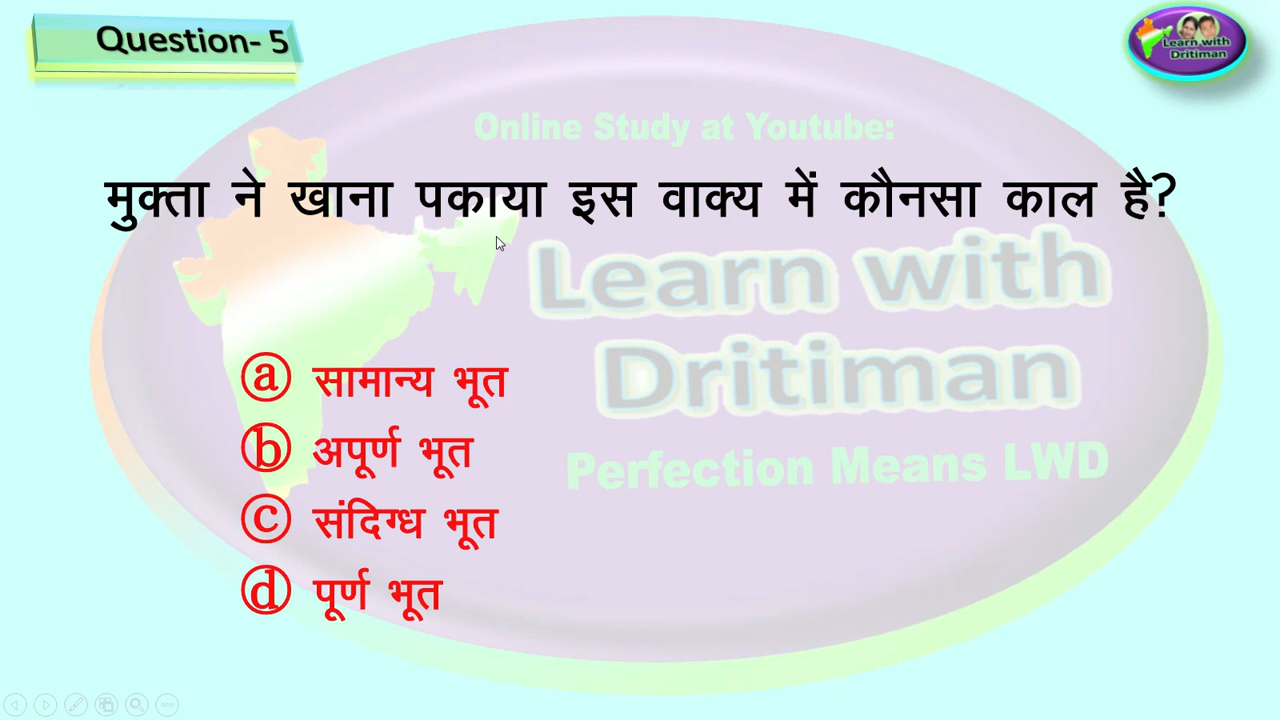 Question- 5
Learn with
Dritiman
Online Study at Youtube:
मुक्ता ने खाना पकाया इस वाक्य में कौनसा काल है?
Learn with
Dritiman
ⓐ सामान्य भूत
ⓑ अपूर्ण भूत
Perfection Means LWD
ⓒ संदिग्ध भूत
ⓓ पूर्ण भूत